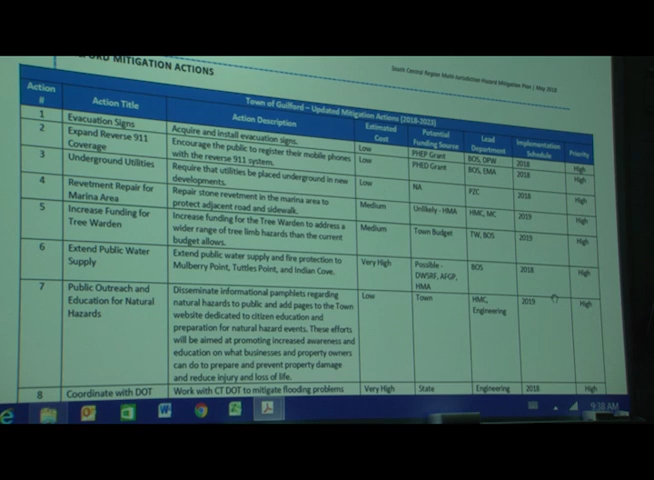 ORD MITIGATION ACTIONS
South Central Region Multi-Jurisdiction Hazard Mitigation Plan | May 2018
Town of Guilford – Updated Mitigation Actions (2018-2023)
Action # Action Title Action Description Estimated Cost Potential Funding Source Lead Department Implementation Schedule Priority
1 Evacuation Signs Acquire and install evacuation signs. Low PHEP Grant BOS, DPW 2018 High
2 Expand Reverse 911 Coverage Encourage the public to register their mobile phones with the reverse 911 system. Low PHED Grant BOS, EMA 2018 High
3 Underground Utilities Require that utilities be placed underground in new developments. Low NA PZC 2018 High
4 Revetment Repair for Marina Area Repair stone revetment in the marina area to protect adjacent road and sidewalk. Medium Unlikely - HMA HMC, MC 2019 High
5 Increase Funding for Tree Warden Increase funding for the Tree Warden to address a wider range of tree limb hazards than the current budget allows. Medium Town Budget TW, BOS 2019 High
6 Extend Public Water Supply Extend public water supply and fire protection to Mulberry Point, Tuttles Point, and Indian Cove. Very High Possible - DWSRF, AFGP, HMA BOS 2018 High
7 Public Outreach and Education for Natural Hazards Disseminate informational pamphlets regarding natural hazards to public and add pages to the Town website dedicated to citizen education and preparation for natural hazard events. These efforts will be aimed at promoting increased awareness and education on what businesses and property owners can do to prepare and prevent property damage and reduce injury and loss of life. Low Town HMC, Engineering 2019 High
8 Coordinate with DOT Work with CT DOT to mitigate flooding problems Very High State Engineering 2018 High
9:38 AM